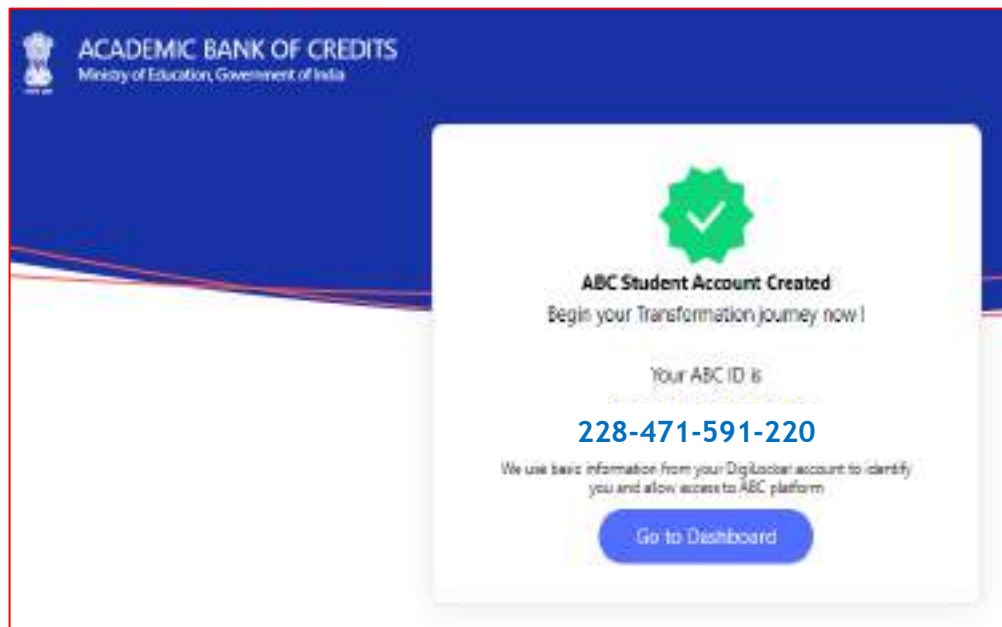 ACADEMIC BANK OF CREDITS
Ministry of Education, Government of India
ABC Student Account Created
Begin your Transformation journey now !
Your ABC ID is
228-471-591-220
We use basic information from your DigiLocker account to identify
you and allow access to ABC platform
Go to Dashboard